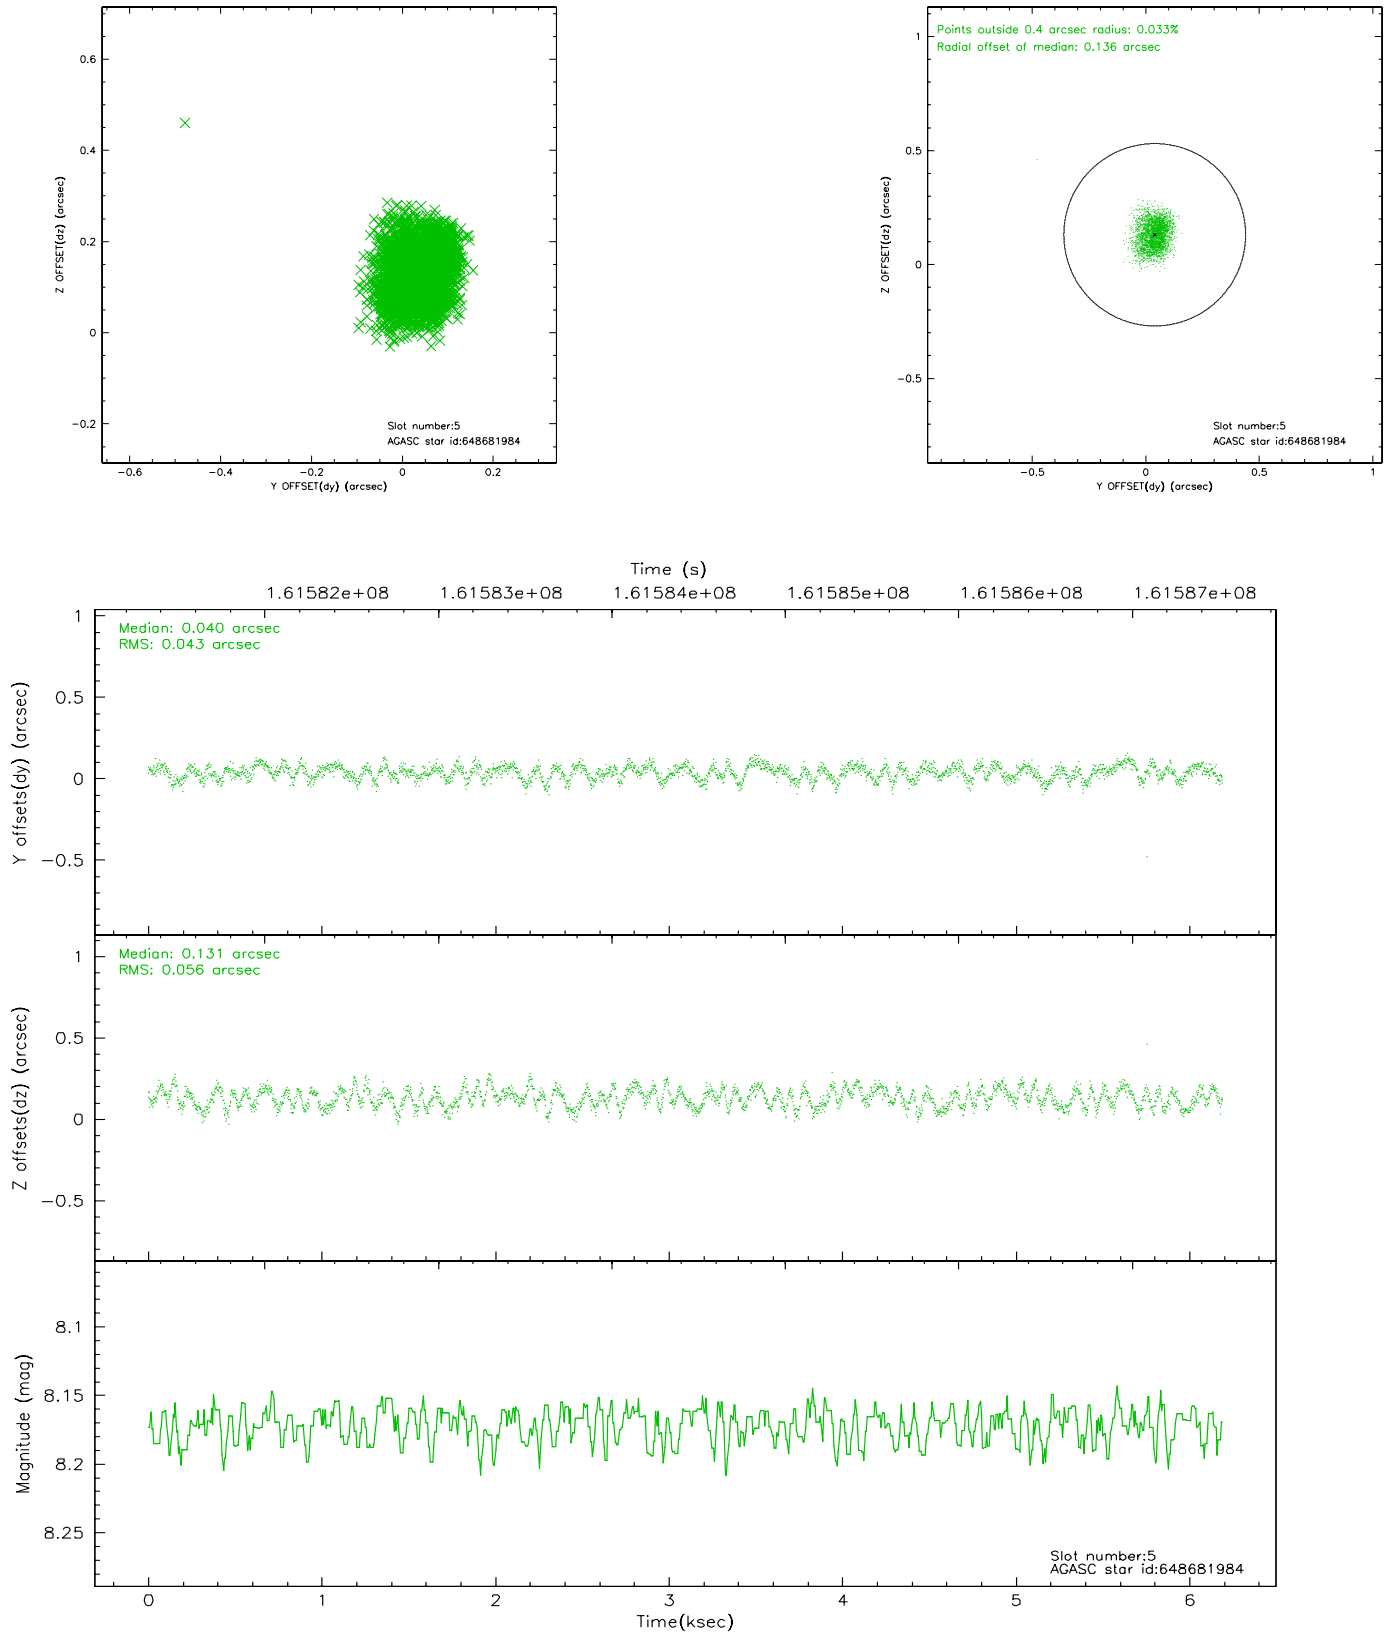 0.6
0.4
0.2
0
−0.2
Z OFFSET(dz) (arcsec)
Slot number:5
AGASC star id:648681984
−0.6 −0.4 −0.2 0 0.2
Y OFFSET(dy) (arcsec)
Points outside 0.4 arcsec radius: 0.033%
Radial offset of median: 0.136 arcsec
1
0.5
0
−0.5
Z OFFSET(dz) (arcsec)
Slot number:5
AGASC star id:648681984
−0.5 0 0.5 1
Y OFFSET(dy) (arcsec)
Time (s)
1.61582e+08 1.61583e+08 1.61584e+08 1.61585e+08 1.61586e+08 1.61587e+08
Median: 0.040 arcsec
RMS: 0.043 arcsec
1
0.5
0
−0.5
Y offsets(dy) (arcsec)
Median: 0.131 arcsec
RMS: 0.056 arcsec
1
0.5
0
−0.5
Z offsets(dz) (arcsec)
8.1
8.15
8.2
8.25
Magnitude (mag)
Slot number:5
AGASC star id:648681984
0 1 2 3 4 5 6
Time(ksec)